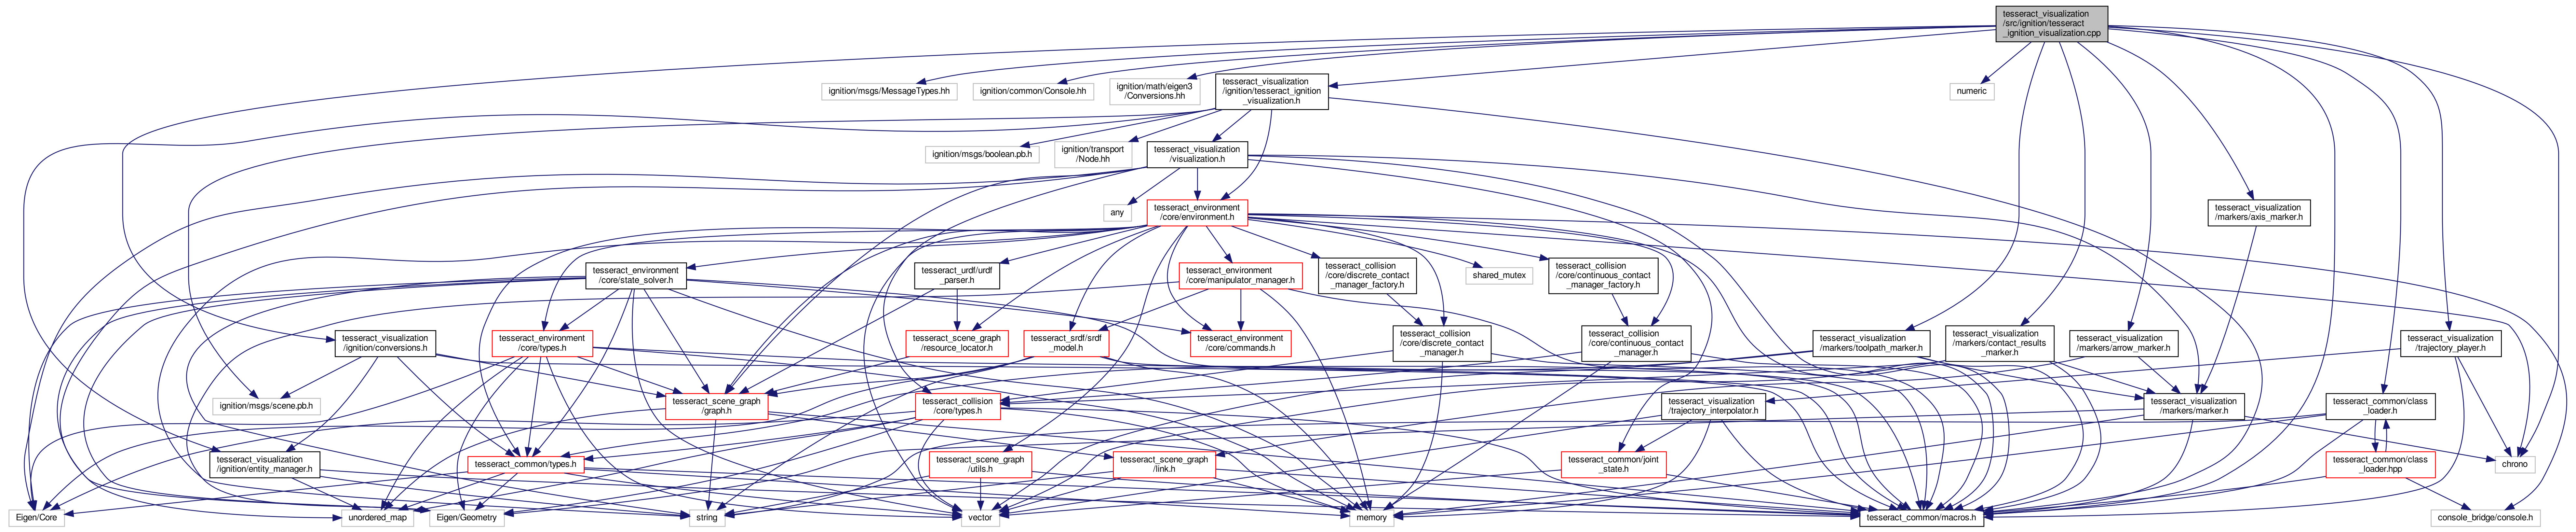 tesseract_visualization
/src/ignition/tesseract
_ignition_visualization.cpp
ignition/msgs/MessageTypes.hh
ignition/common/Console.hh
ignition/math/eigen3
/Conversions.hh
tesseract_visualization
/ignition/tesseract_ignition
_visualization.h
numeric
ignition/msgs/boolean.pb.h
ignition/transport
/Node.hh
tesseract_visualization
/visualization.h
any
tesseract_environment
/core/environment.h
tesseract_visualization
/markers/axis_marker.h
tesseract_environment
/core/state_solver.h
tesseract_urdf/urdf
_parser.h
tesseract_environment
/core/manipulator_manager.h
tesseract_collision
/core/discrete_contact
_manager_factory.h
shared_mutex
tesseract_collision
/core/continuous_contact
_manager_factory.h
tesseract_visualization
/ignition/conversions.h
tesseract_environment
/core/types.h
tesseract_scene_graph
/resource_locator.h
tesseract_srdf/srdf
_model.h
tesseract_environment
/core/commands.h
tesseract_collision
/core/discrete_contact
_manager.h
tesseract_collision
/core/continuous_contact
_manager.h
tesseract_visualization
/markers/toolpath_marker.h
tesseract_visualization
/markers/contact_results
_marker.h
tesseract_visualization
/markers/arrow_marker.h
tesseract_visualization
/trajectory_player.h
ignition/msgs/scene.pb.h
tesseract_scene_graph
/graph.h
tesseract_collision
/core/types.h
tesseract_visualization
/trajectory_interpolator.h
tesseract_visualization
/markers/marker.h
tesseract_common/class
_loader.h
tesseract_visualization
/ignition/entity_manager.h
tesseract_common/types.h
tesseract_scene_graph
/utils.h
tesseract_scene_graph
/link.h
tesseract_common/joint
_state.h
tesseract_common/class
_loader.hpp
chrono
Eigen/Core
unordered_map
Eigen/Geometry
string
vector
memory
tesseract_common/macros.h
console_bridge/console.h